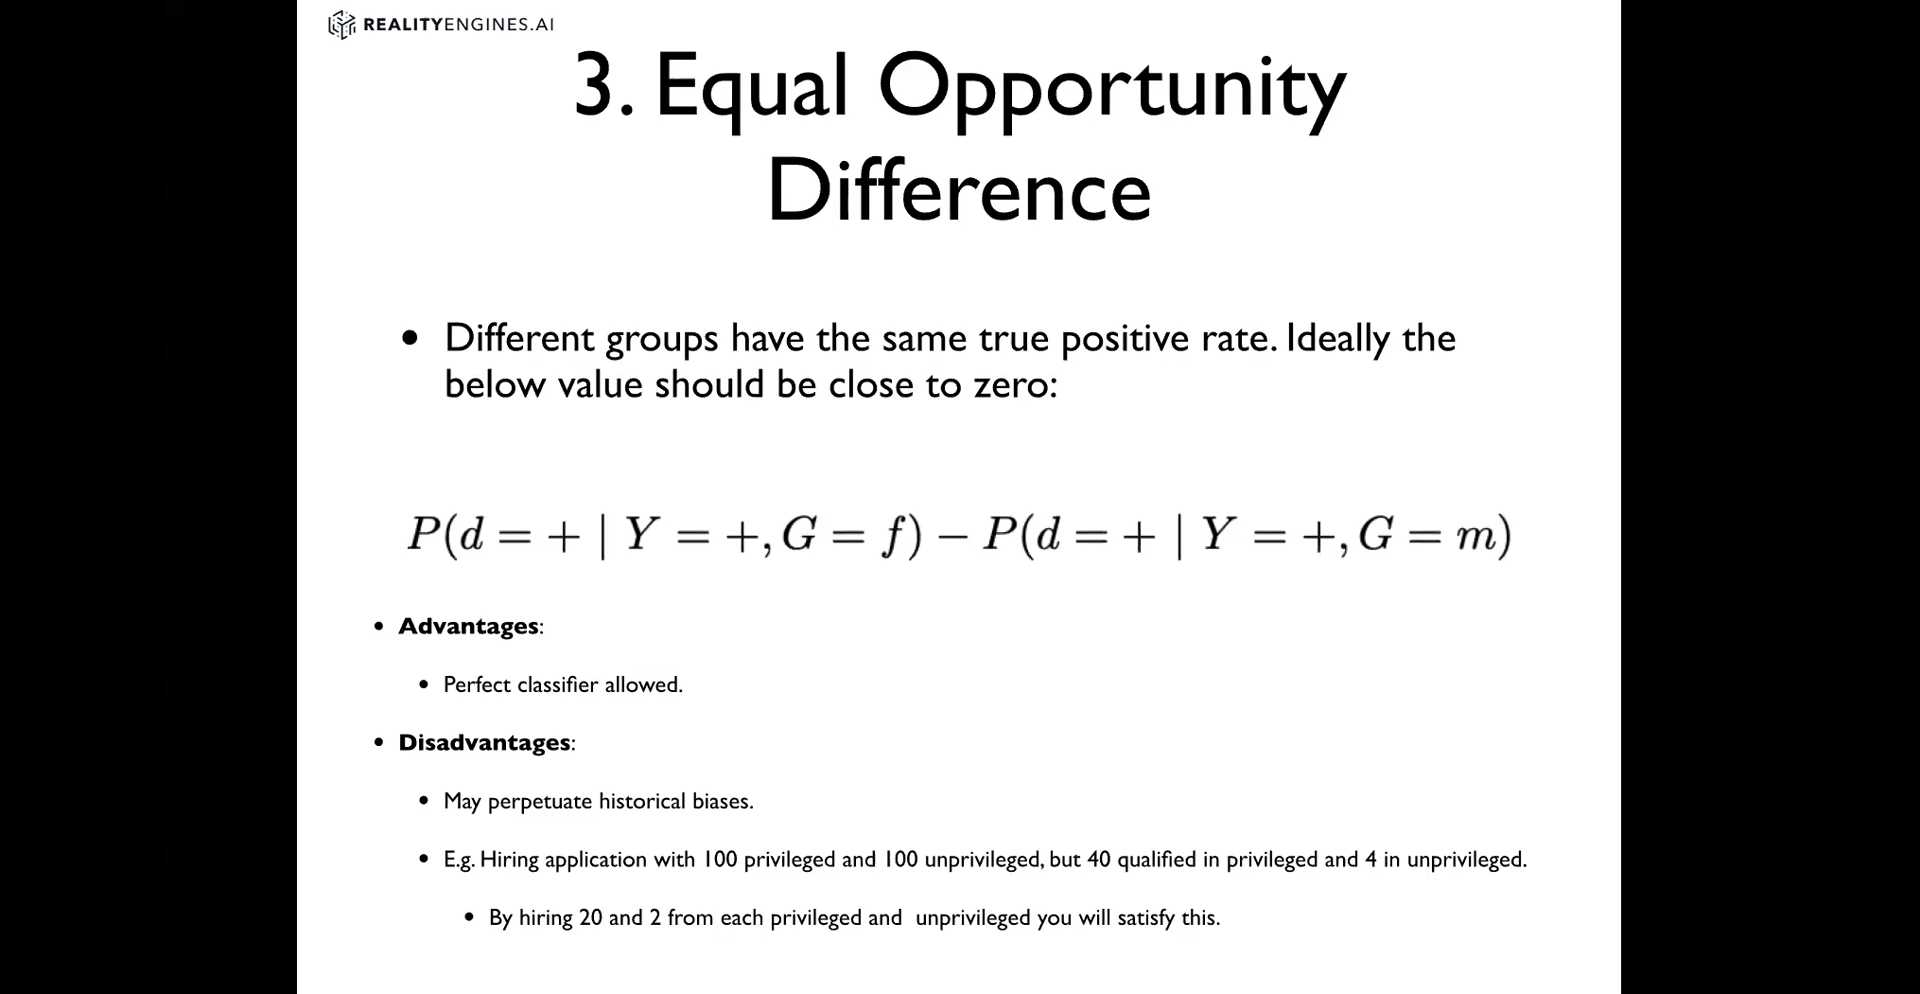 REALITYENGINES.AI
3. Equal Opportunity
Difference
• Different groups have the same true positive rate. Ideally the
below value should be close to zero:
P(d = + | Y = +, G = f) − P(d = + | Y = +, G = m)
• Advantages:
• Perfect classifier allowed.
• Disadvantages:
• May perpetuate historical biases.
• E.g. Hiring application with 100 privileged and 100 unprivileged, but 40 qualified in privileged and 4 in unprivileged.
• By hiring 20 and 2 from each privileged and unprivileged you will satisfy this.